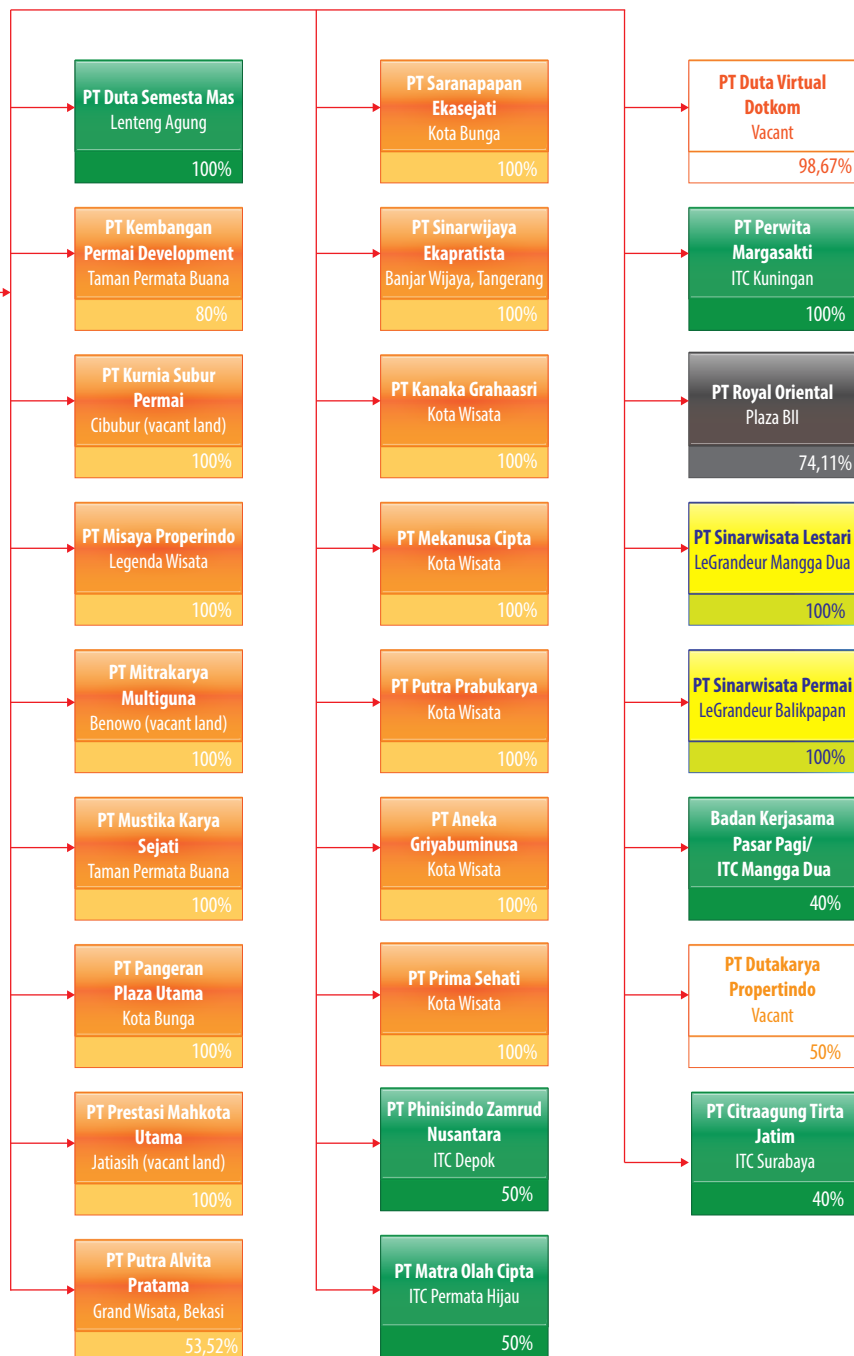 PT Duta Semesta Mas
Lenteng Agung
100%
PT Kembangan
Permai Development
Taman Permata Buana
80%
PT Kurnia Subur
Permai
Cibubur (vacant land)
100%
PT Misaya Properindo
Legenda Wisata
100%
PT Mitrakarya
Multiguna
Benowo (vacant land)
100%
PT Mustika Karya
Sejati
Taman Permata Buana
100%
PT Pangeran
Plaza Utama
Kota Bunga
100%
PT Prestasi Mahkota
Utama
Jatiasih (vacant land)
100%
PT Putra Alvita
Pratama
Grand Wisata, Bekasi
53,52%
PT Saranapapan
Ekasejati
Kota Bunga
100%
PT Sinarwijaya
Ekapratista
Banjar Wijaya, Tangerang
100%
PT Kanaka Grahaasri
Kota Wisata
100%
PT Mekanusa Cipta
Kota Wisata
100%
PT Putra Prabukarya
Kota Wisata
100%
PT Aneka
Griyabuminusa
Kota Wisata
100%
PT Prima Sehati
Kota Wisata
100%
PT Phinisindo Zamrud
Nusantara
ITC Depok
50%
PT Matra Olah Cipta
ITC Permata Hijau
50%
PT Duta Virtual
Dotkom
Vacant
98,67%
PT Perwita
Margasakti
ITC Kuningan
100%
PT Royal Oriental
Plaza BII
74,11%
PT Sinarwisata Lestari
LeGrandeur Mangga Dua
100%
PT Sinarwisata Permai
LeGrandeur Balikpapan
100%
Badan Kerjasama
Pasar Pagi/
ITC Mangga Dua
40%
PT Dutakarya
Propertindo
Vacant
50%
PT Citraagung Tirta
Jatim
ITC Surabaya
40%